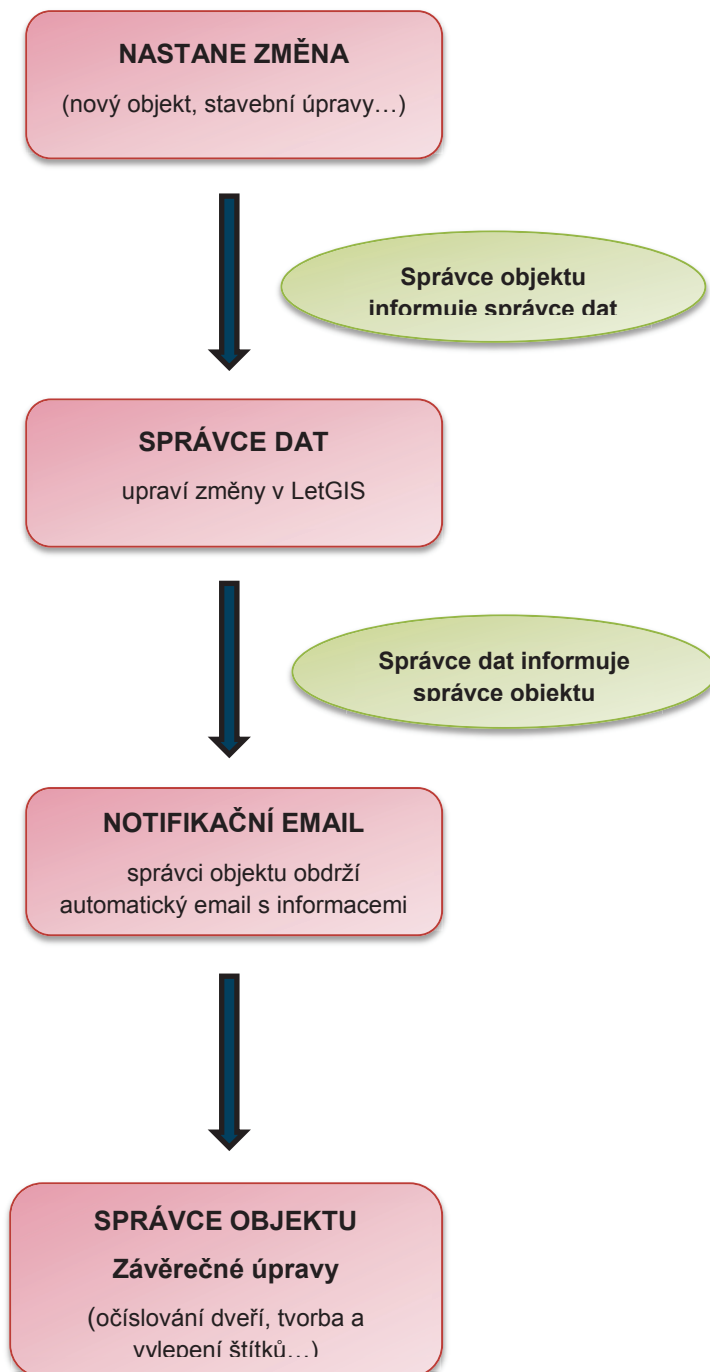 NASTANE ZMĚNA
(nový objekt, stavební úpravy…)
Správce objektu
informuje správce dat
SPRÁVCE DAT
upraví změny v LetGIS
Správce dat informuje
správce objektu
NOTIFIKAČNÍ EMAIL
správci objektu obdrží
automatický email s informacemi
SPRÁVCE OBJEKTU
Závěrečné úpravy
(očíslování dveří, tvorba a
vylepení štítků…)